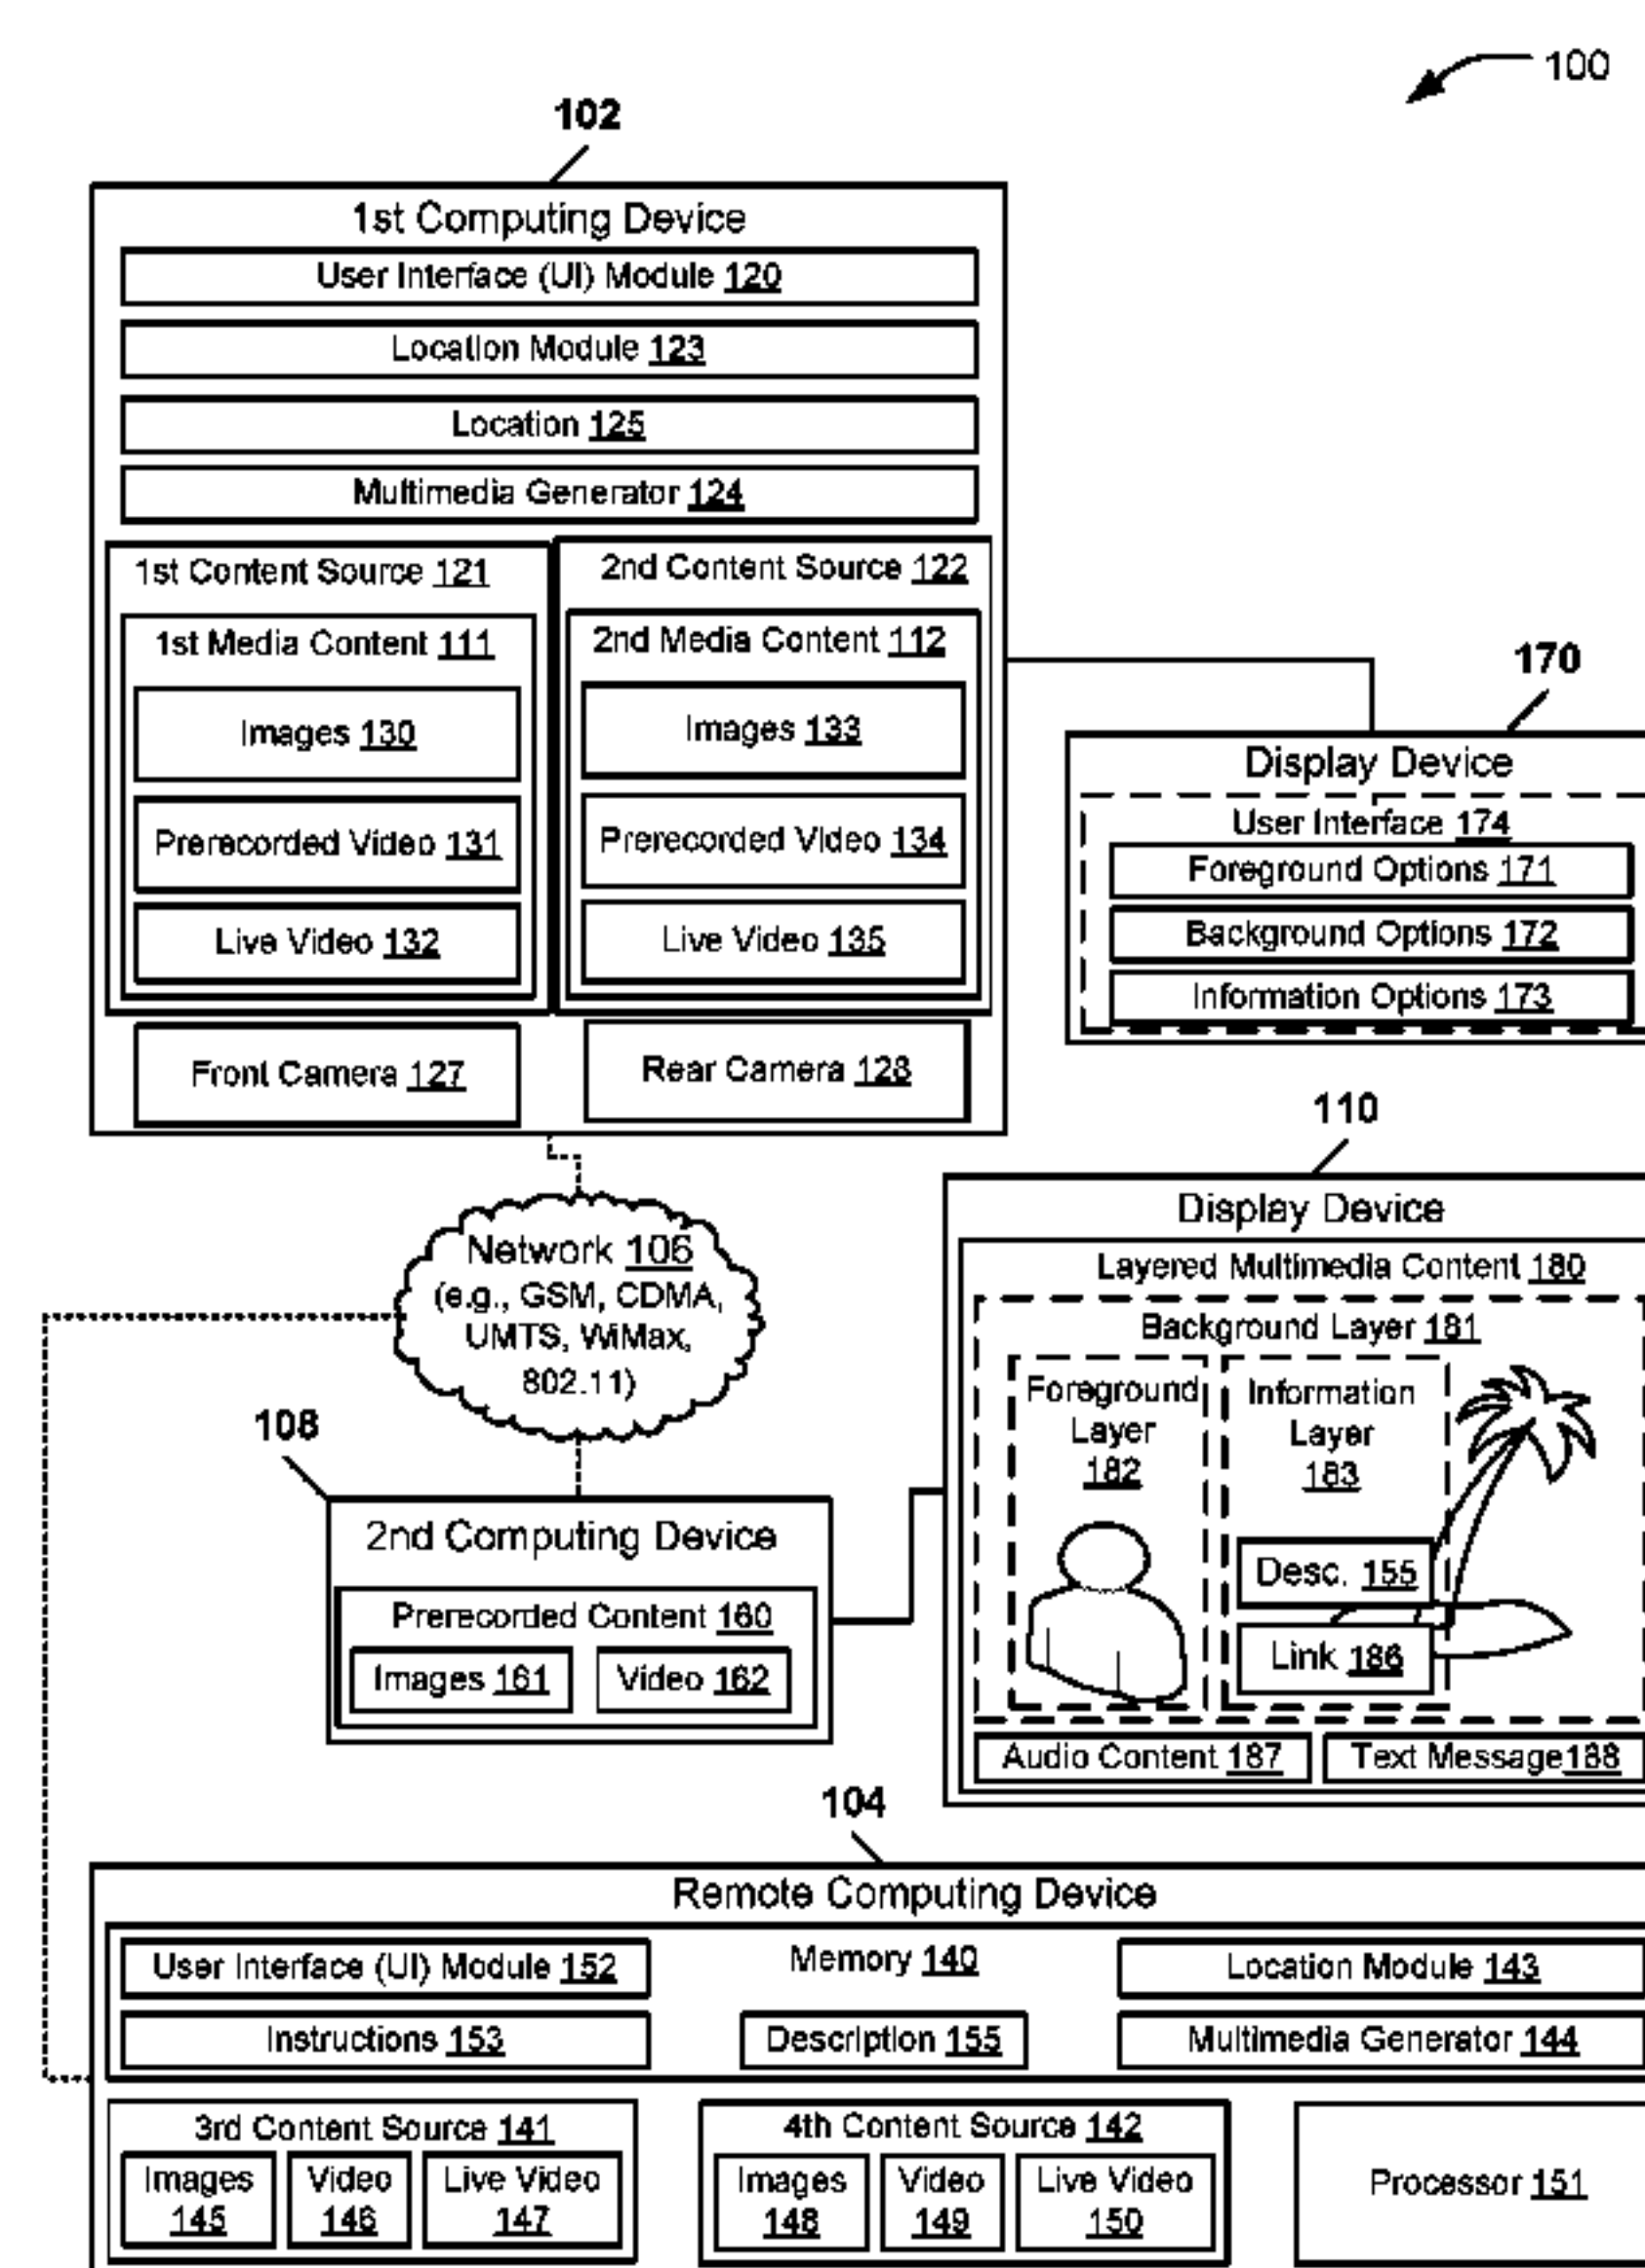 100
102
1st Computing Device
User Interface (UI) Module 120
Location Module 123
Location 125
Multimedia Generator 124
1st Content Source 121
1st Media Content 111
Images 130
Prerecorded Video 131
Live Video 132
2nd Content Source 122
2nd Media Content 112
Images 133
Prerecorded Video 134
Live Video 135
Front Camera 127
Rear Camera 128
170
Display Device
User Interface 174
Foreground Options 171
Background Options 172
Information Options 173
Network 106
(e.g., GSM, CDMA,
UMTS, WiMax,
802.11)
108
2nd Computing Device
Prerecorded Content 160
Images 161
Video 162
110
Display Device
Layered Multimedia Content 180
Background Layer 181
Foreground
Layer
182
Information
Layer
183
Desc. 155
Link 186
Audio Content 187
Text Message188
104
Remote Computing Device
User Interface (UI) Module 152
Memory 140
Location Module 143
Instructions 153
Description 155
Multimedia Generator 144
3rd Content Source 141
Images
145
Video
146
Live Video
147
4th Content Source 142
Images
148
Video
149
Live Video
150
Processor 151